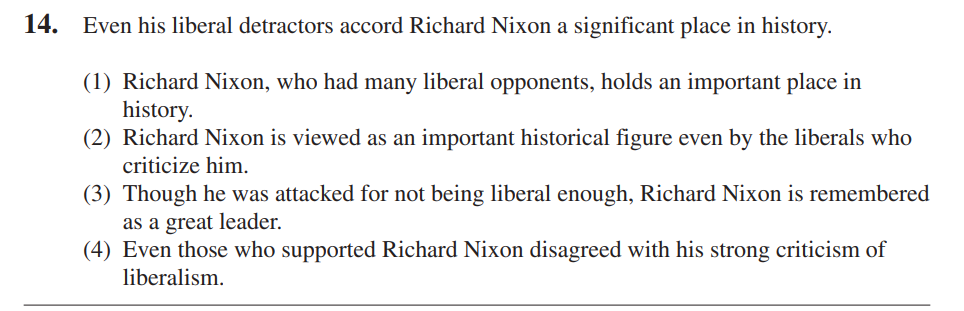 14. Even his liberal detractors accord Richard Nixon a significant place in history.
(1) Richard Nixon, who had many liberal opponents, holds an important place in
history.
(2) Richard Nixon is viewed as an important historical figure even by the liberals who
criticize him.
(3) Though he was attacked for not being liberal enough, Richard Nixon is remembered
as a great leader.
(4) Even those who supported Richard Nixon disagreed with his strong criticism of
liberalism.